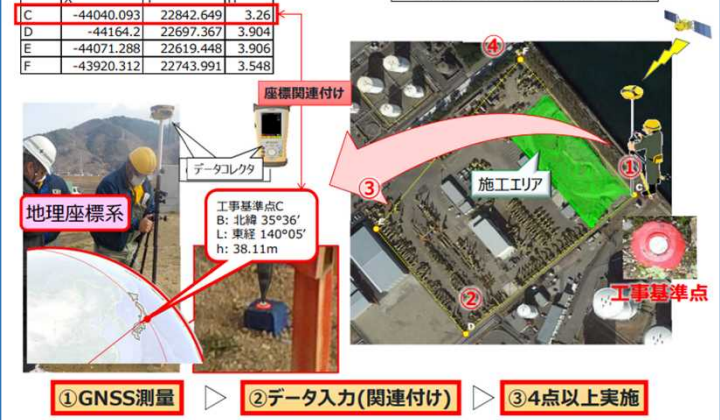 C -44040.093 22842.649 3.26
D -44164.2 22697.367 3.904
E -44071.288 22619.448 3.906
F -43920.312 22743.991 3.548
座標関連付け
データコレクタ
地理座標系
工事基準点C
B: 北緯 35°36′
L: 東経 140°05′
h: 38.11m
④
F
施工エリア
①
C
③
E
②
D
工事基準点
①GNSS測量
②データ入力(関連付け)
③4点以上実施